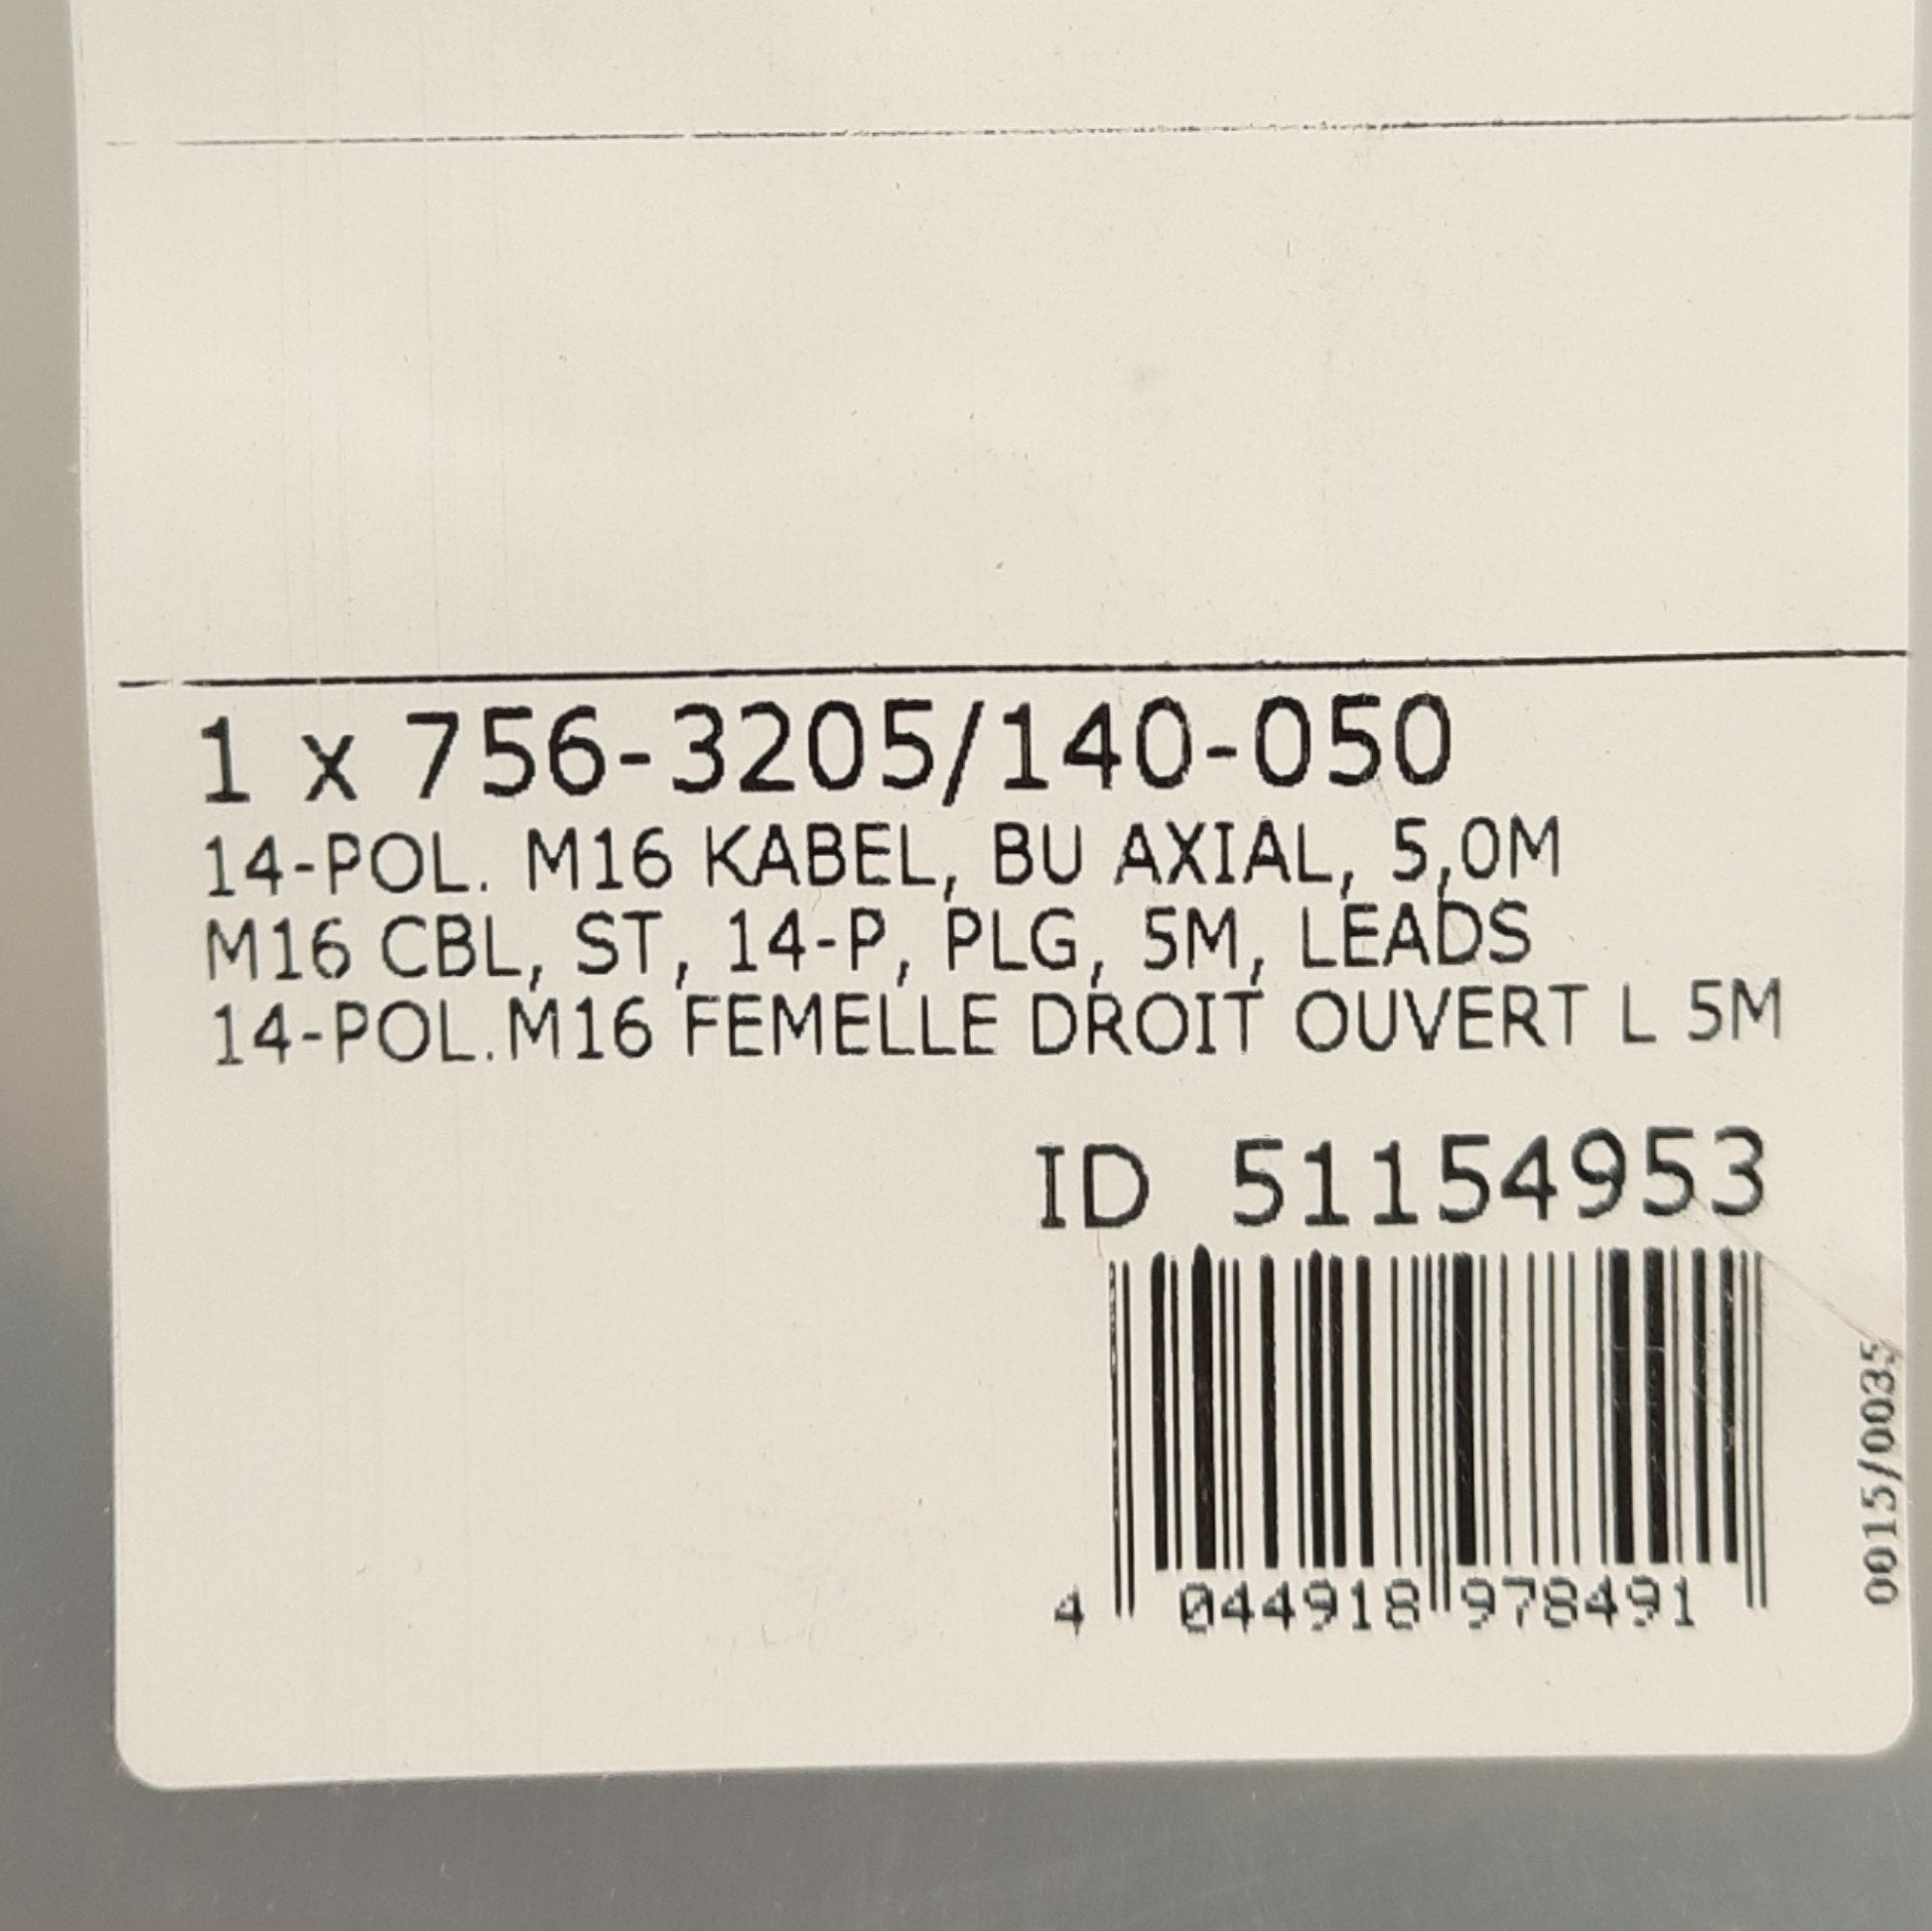 1 x 756-3205/140-050
14-POL. M16 KABEL, BU AXIAL, 5,0M
M16 CBL, ST, 14-P, PLG, 5M, LEADS
14-POL.M16 FEMELLE DROIT OUVERT L 5M
ID 51154953
4 044918 978491
0015/0035